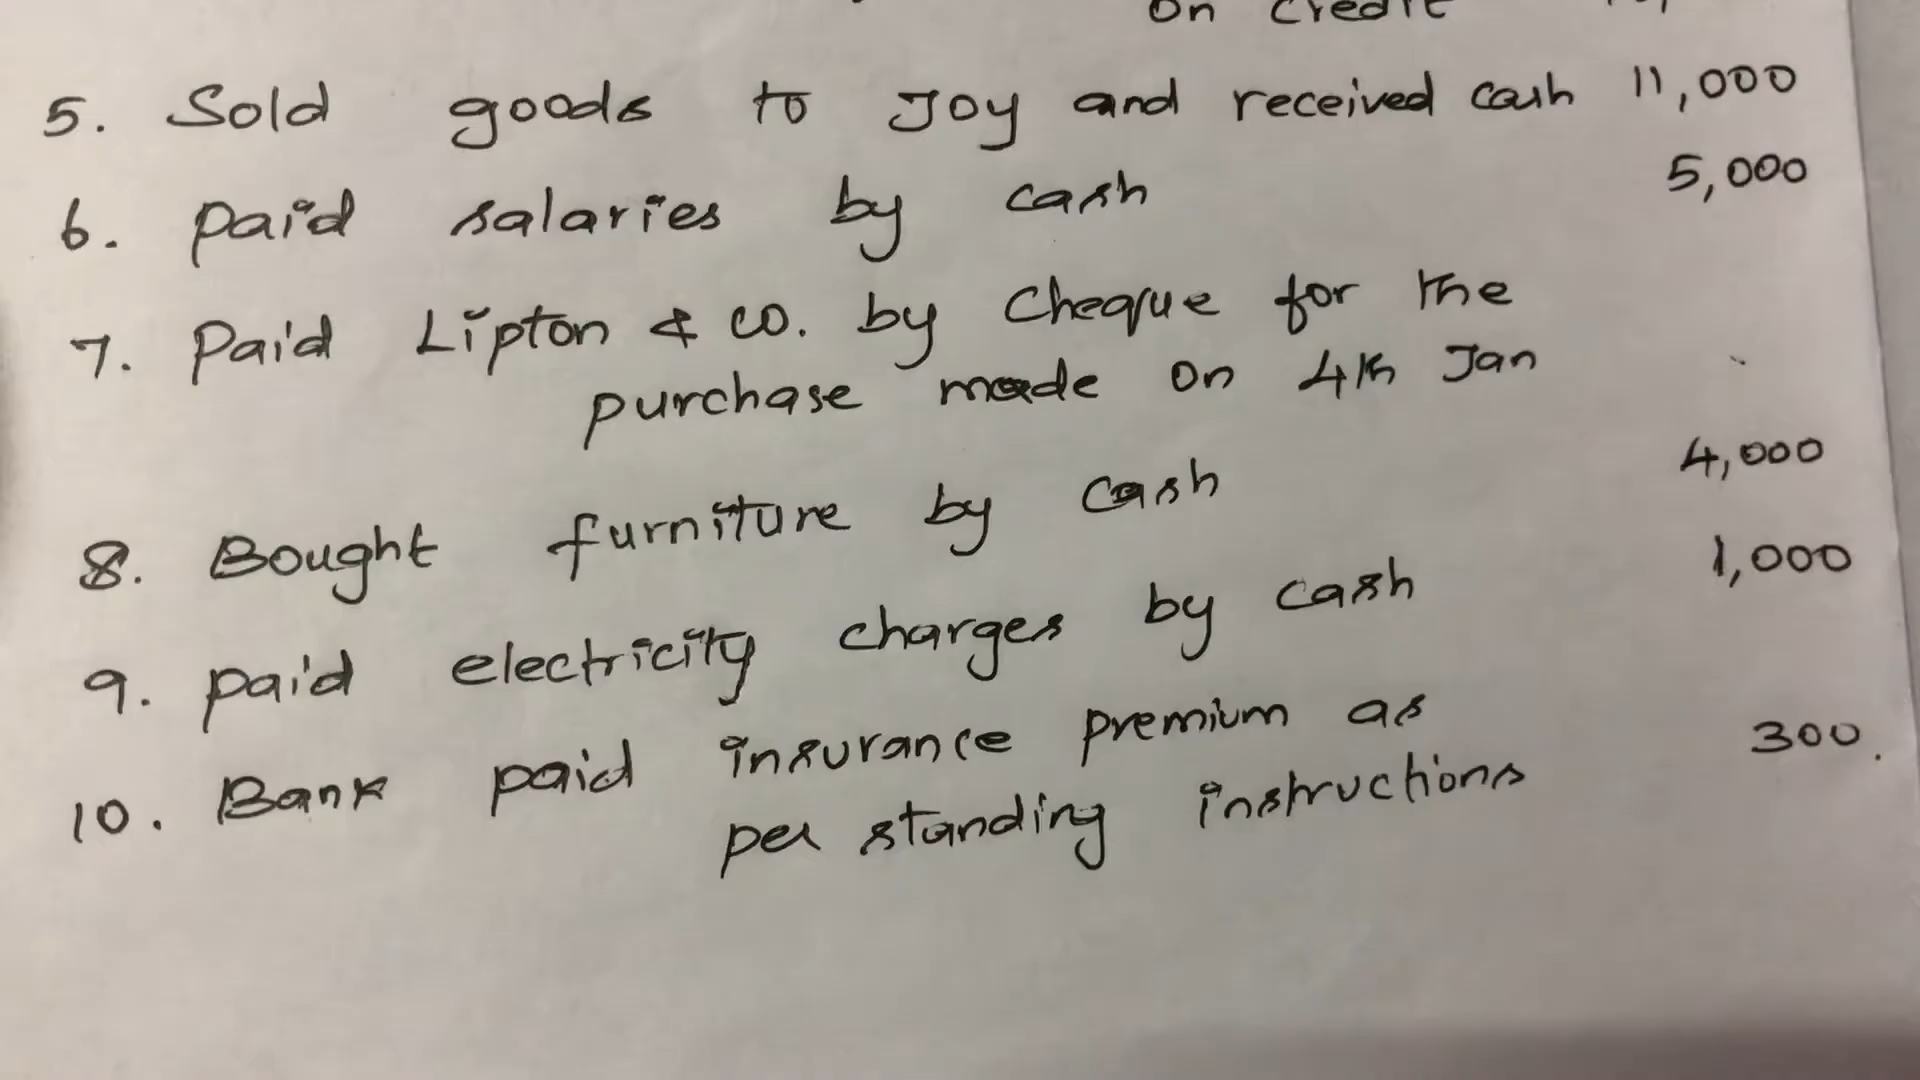 On Credit
5. Sold goods to Joy and received cash 11,000
6. Paid salaries by cash 5,000
7. Paid Lipton & co. by Cheque for the
purchase made on 4th Jan
8. Bought furniture by cash 4,000
9. paid electricity charges by cash 1,000
10. Bank paid insurance premium as
per standing instructions 300.